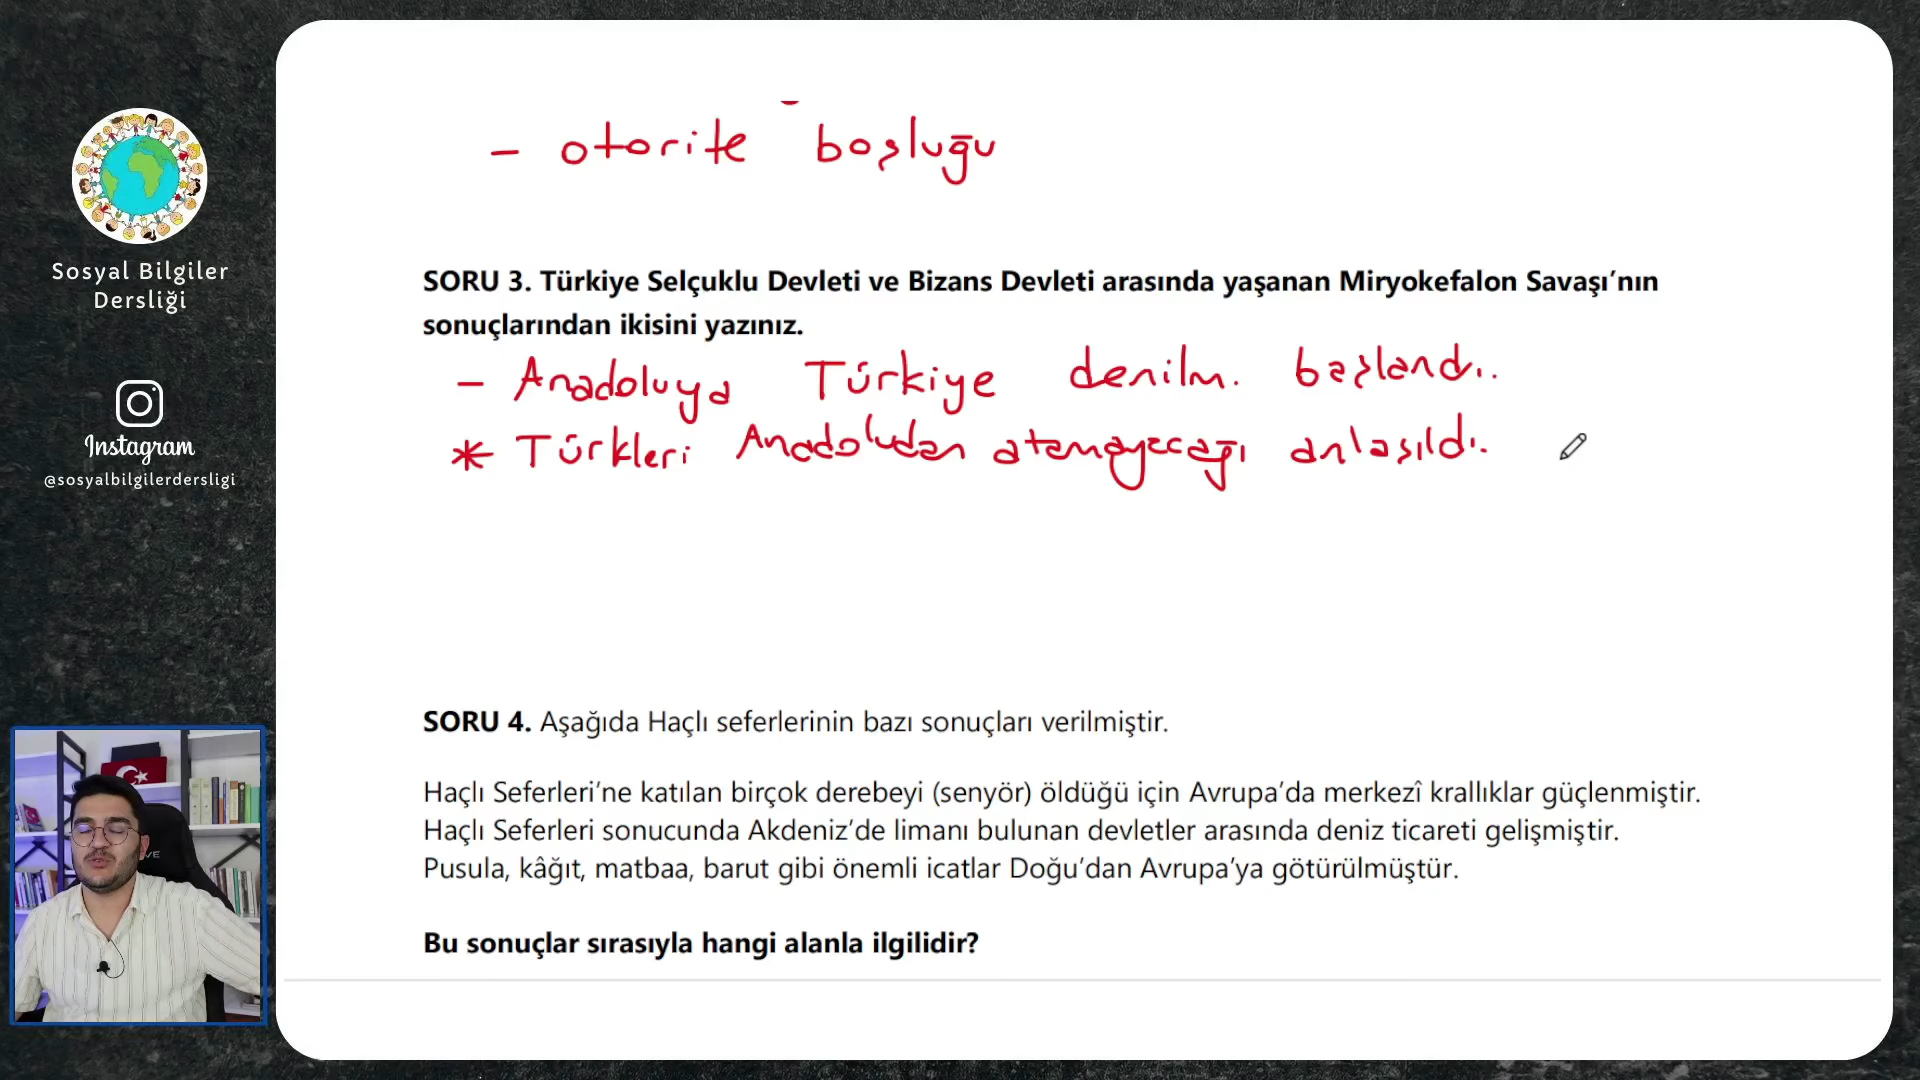 Sosyal Bilgiler
Dersliği
Instagram
@sosyalbilgilerdersligi
- otorite boşluğu
SORU 3. Türkiye Selçuklu Devleti ve Bizans Devleti arasında yaşanan Miryokefalon Savaşı’nın
sonuçlarından ikisini yazınız.
- Anadoluya Türkiye denilm. başlandı.
* Türkleri Anadoludan atamayacağı anlaşıldı.
SORU 4. Aşağıda Haçlı seferlerinin bazı sonuçları verilmiştir.
Haçlı Seferleri’ne katılan birçok derebeyi (senyör) öldüğü için Avrupa’da merkezî krallıklar güçlenmiştir.
Haçlı Seferleri sonucunda Akdeniz’de limanı bulunan devletler arasında deniz ticareti gelişmiştir.
Pusula, kâğıt, matbaa, barut gibi önemli icatlar Doğu’dan Avrupa’ya götürülmüştür.
Bu sonuçlar sırasıyla hangi alanla ilgilidir?